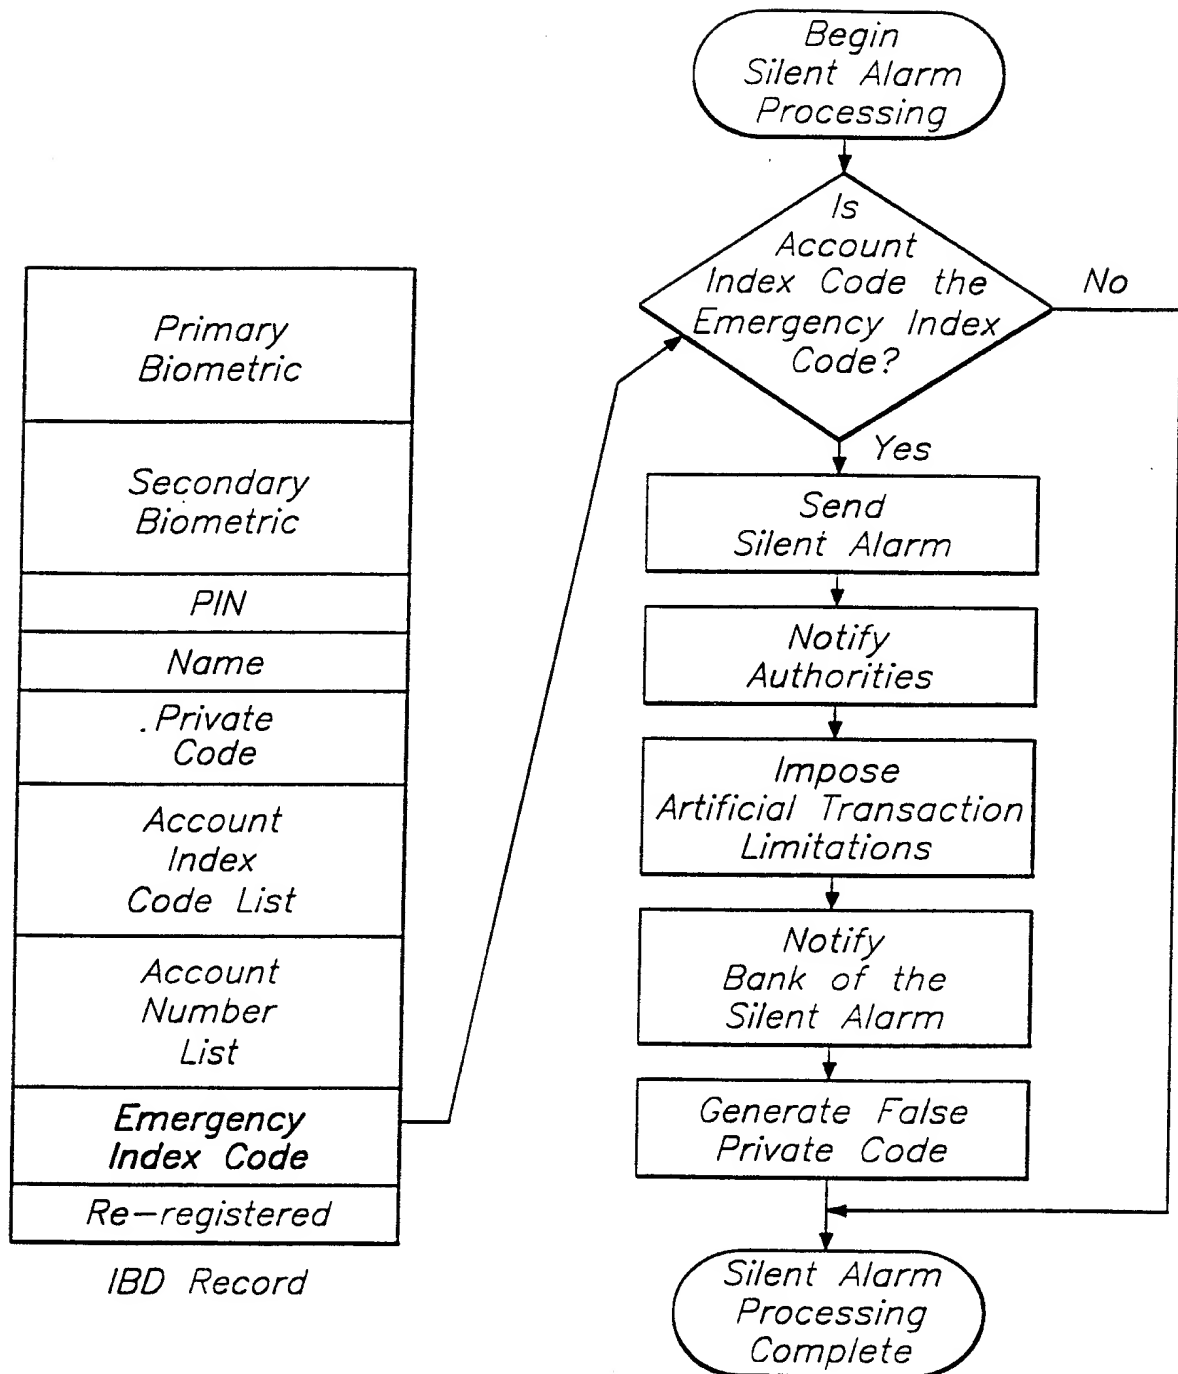 Begin
Silent Alarm
Processing
Is
Account
Index Code the
Emergency Index
Code?
No
Yes
Send
Silent Alarm
Notify
Authorities
Impose
Artificial Transaction
Limitations
Notify
Bank of the
Silent Alarm
Generate False
Private Code
Silent Alarm
Processing
Complete
Primary
Biometric
Secondary
Biometric
PIN
Name
Private
Code
Account
Index
Code List
Account
Number
List
Emergency
Index Code
Re-registered
IBD Record